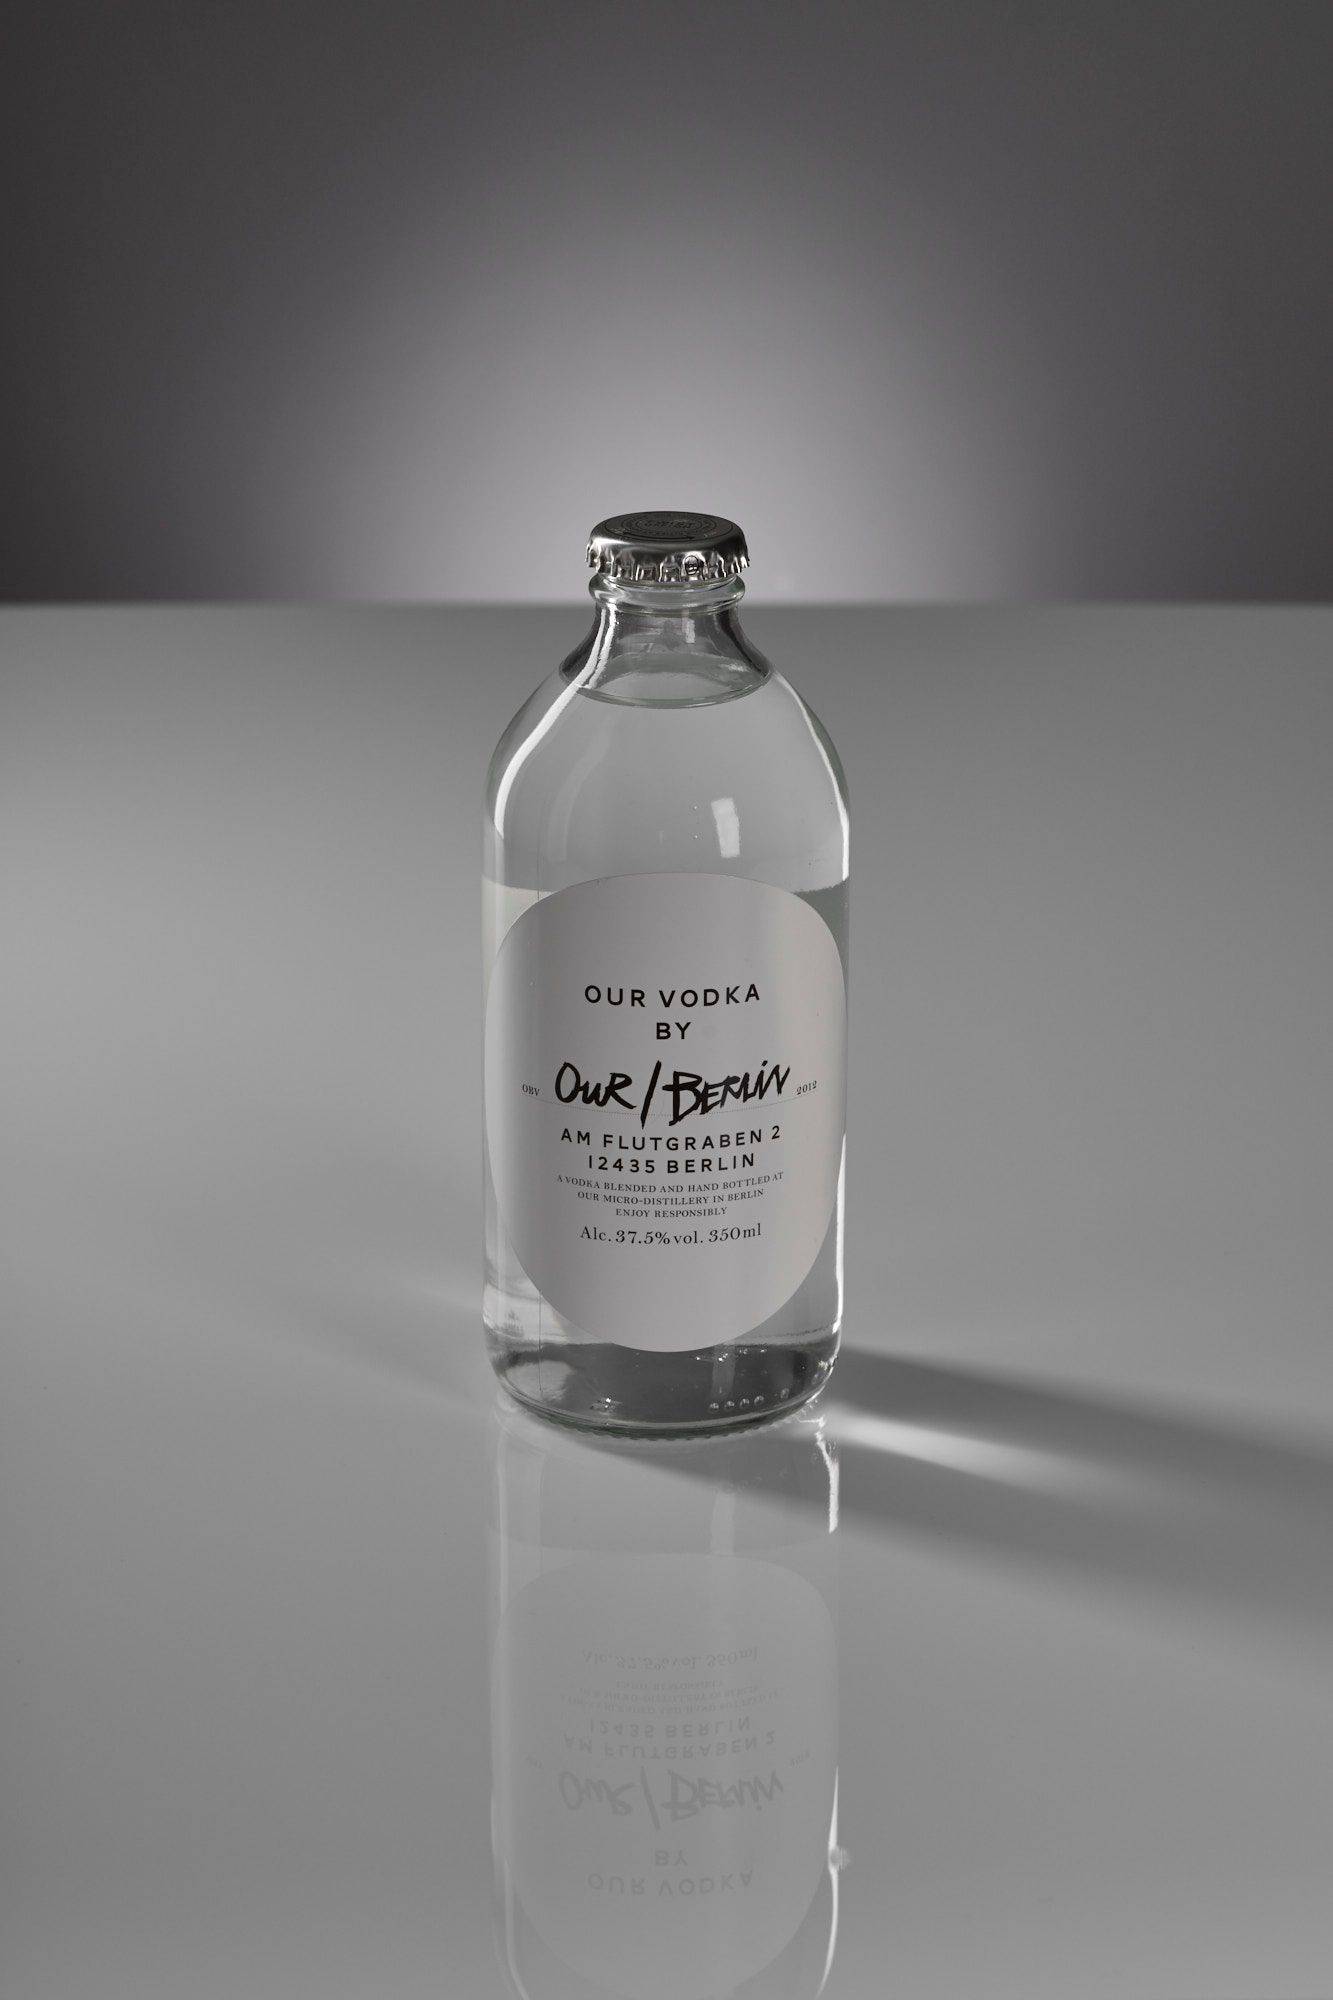 OUR VODKA
BY
OBV OUR/BERLIN 2012
AM FLUTGRABEN 2
12435 BERLIN
A VODKA BLENDED AND HAND BOTTLED AT
OUR MICRO-DISTILLERY IN BERLIN
ENJOY RESPONSIBLY
Alc. 37.5% vol. 350ml